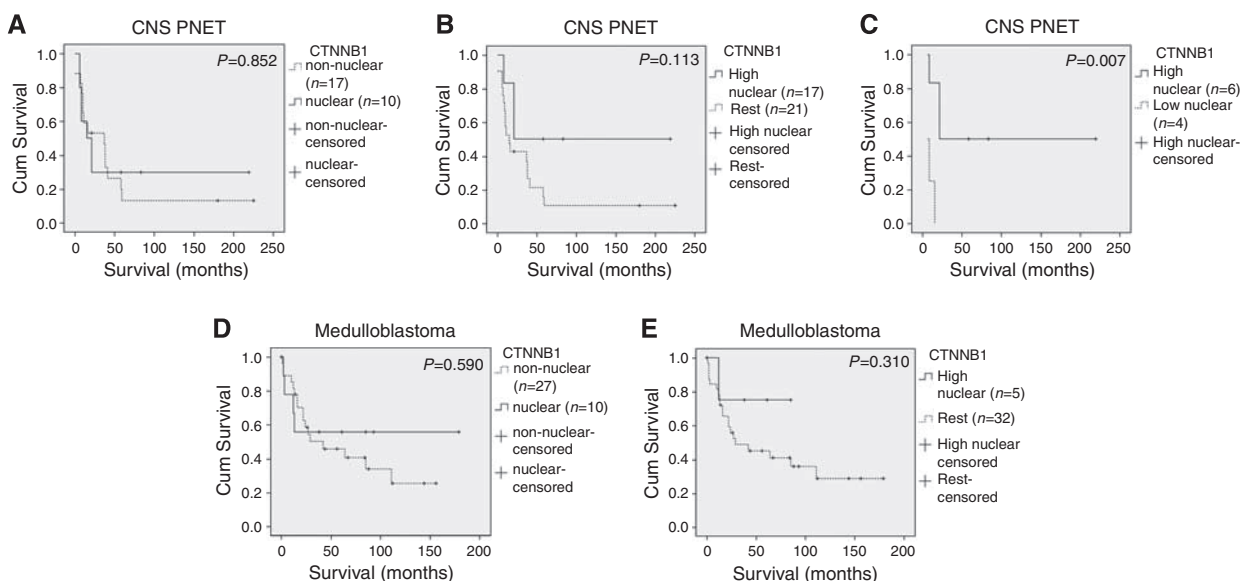 A
CNS PNET
P=0.852
Cum Survival
1.0
0.8
0.6
0.4
0.2
0.0
0 50 100 150 200 250
Survival (months)
CTNNB1
non-nuclear
(n=17)
nuclear (n=10)
non-nuclear-
censored
nuclear-
censored
B
CNS PNET
P=0.113
Cum Survival
1.0
0.8
0.6
0.4
0.2
0.0
0 50 100 150 200 250
Survival (months)
CTNNB1
High
nuclear (n=17)
Rest (n=21)
High nuclear
censored
Rest-
censored
C
CNS PNET
P=0.007
Cum Survival
1.0
0.8
0.6
0.4
0.2
0.0
0 50 100 150 200 250
Survival (months)
CTNNB1
High
nuclear (n=6)
Low nuclear
(n=4)
High nuclear-
censored
D
Medulloblastoma
P=0.590
Cum Survival
1.0
0.8
0.6
0.4
0.2
0.0
0 50 100 150 200
Survival (months)
CTNNB1
non-nuclear
(n=27)
nuclear (n=10)
non-nuclear-
censored
nuclear-
censored
E
Medulloblastoma
P=0.310
Cum Survival
1.0
0.8
0.6
0.4
0.2
0.0
0 50 100 150 200
Survival (months)
CTNNB1
High
nuclear (n=5)
Rest (n=32)
High nuclear
censored
Rest-
censored